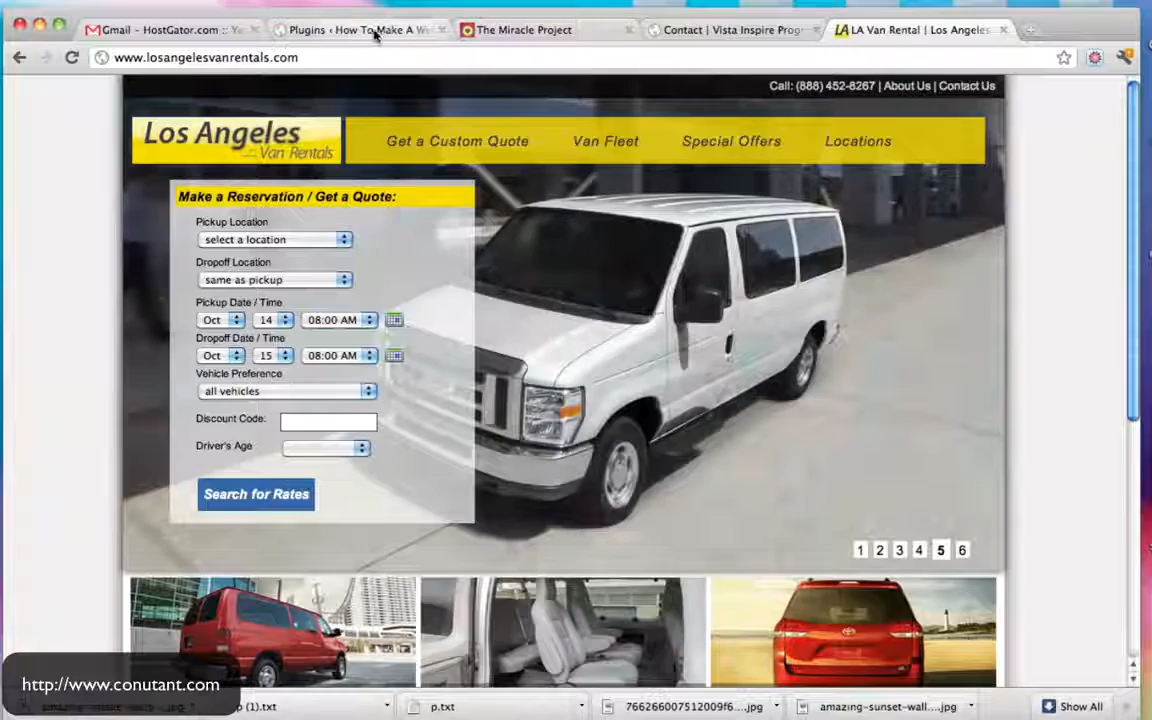 Gmail - HostGator.com :: Ye
Plugins ‹ How To Make A W
The Miracle Project
Contact | Vista Inspire Prog
LA Van Rental | Los Angeles
www.losangelesvanrentals.com
Call: (888) 452-8267 | About Us | Contact Us
Los Angeles
Van Rentals
Get a Custom Quote
Van Fleet
Special Offers
Locations
Make a Reservation / Get a Quote:
Pickup Location
select a location
Dropoff Location
same as pickup
Pickup Date / Time
Oct 14 08:00 AM
Dropoff Date / Time
Oct 15 08:00 AM
Vehicle Preference
all vehicles
Discount Code:
Driver's Age
Search for Rates
1 2 3 4 5 6
http://www.conutant.com
p (1).txt
p.txt
766266007512009f6....jpg
amazing-sunset-wall....jpg
Show All